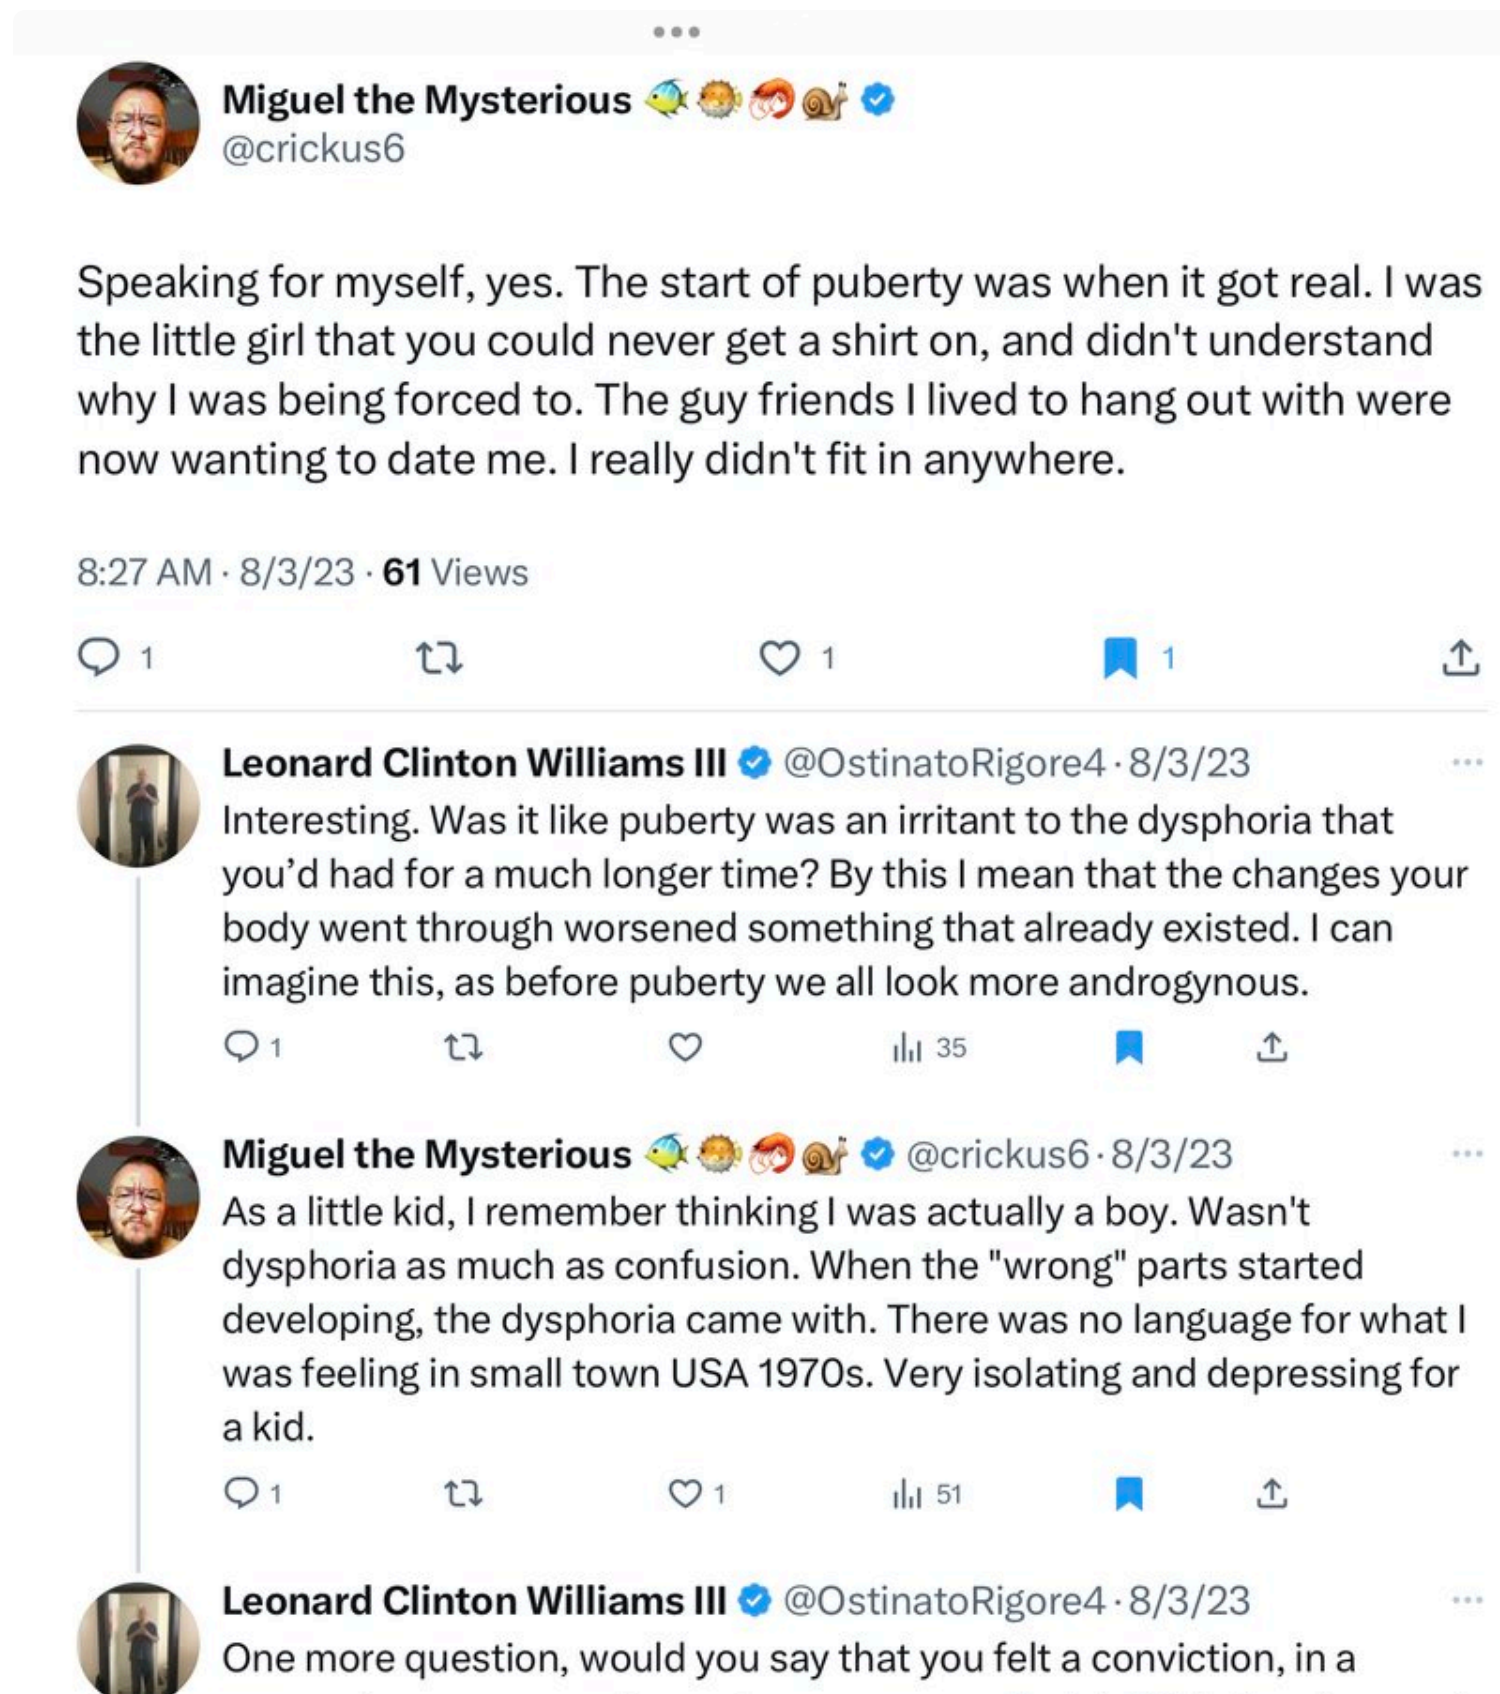 Miguel the Mysterious 🐠🐡🦐🐌
@crickus6
Speaking for myself, yes. The start of puberty was when it got real. I was
the little girl that you could never get a shirt on, and didn't understand
why I was being forced to. The guy friends I lived to hang out with were
now wanting to date me. I really didn't fit in anywhere.
8:27 AM · 8/3/23 · 61 Views
1 1 1
Leonard Clinton Williams III @OstinatoRigore4 · 8/3/23
Interesting. Was it like puberty was an irritant to the dysphoria that
you’d had for a much longer time? By this I mean that the changes your
body went through worsened something that already existed. I can
imagine this, as before puberty we all look more androgynous.
1 35
Miguel the Mysterious 🐠🐡🦐🐌 @crickus6 · 8/3/23
As a little kid, I remember thinking I was actually a boy. Wasn't
dysphoria as much as confusion. When the "wrong" parts started
developing, the dysphoria came with. There was no language for what I
was feeling in small town USA 1970s. Very isolating and depressing for
a kid.
1 1 51
Leonard Clinton Williams III @OstinatoRigore4 · 8/3/23
One more question, would you say that you felt a conviction, in a